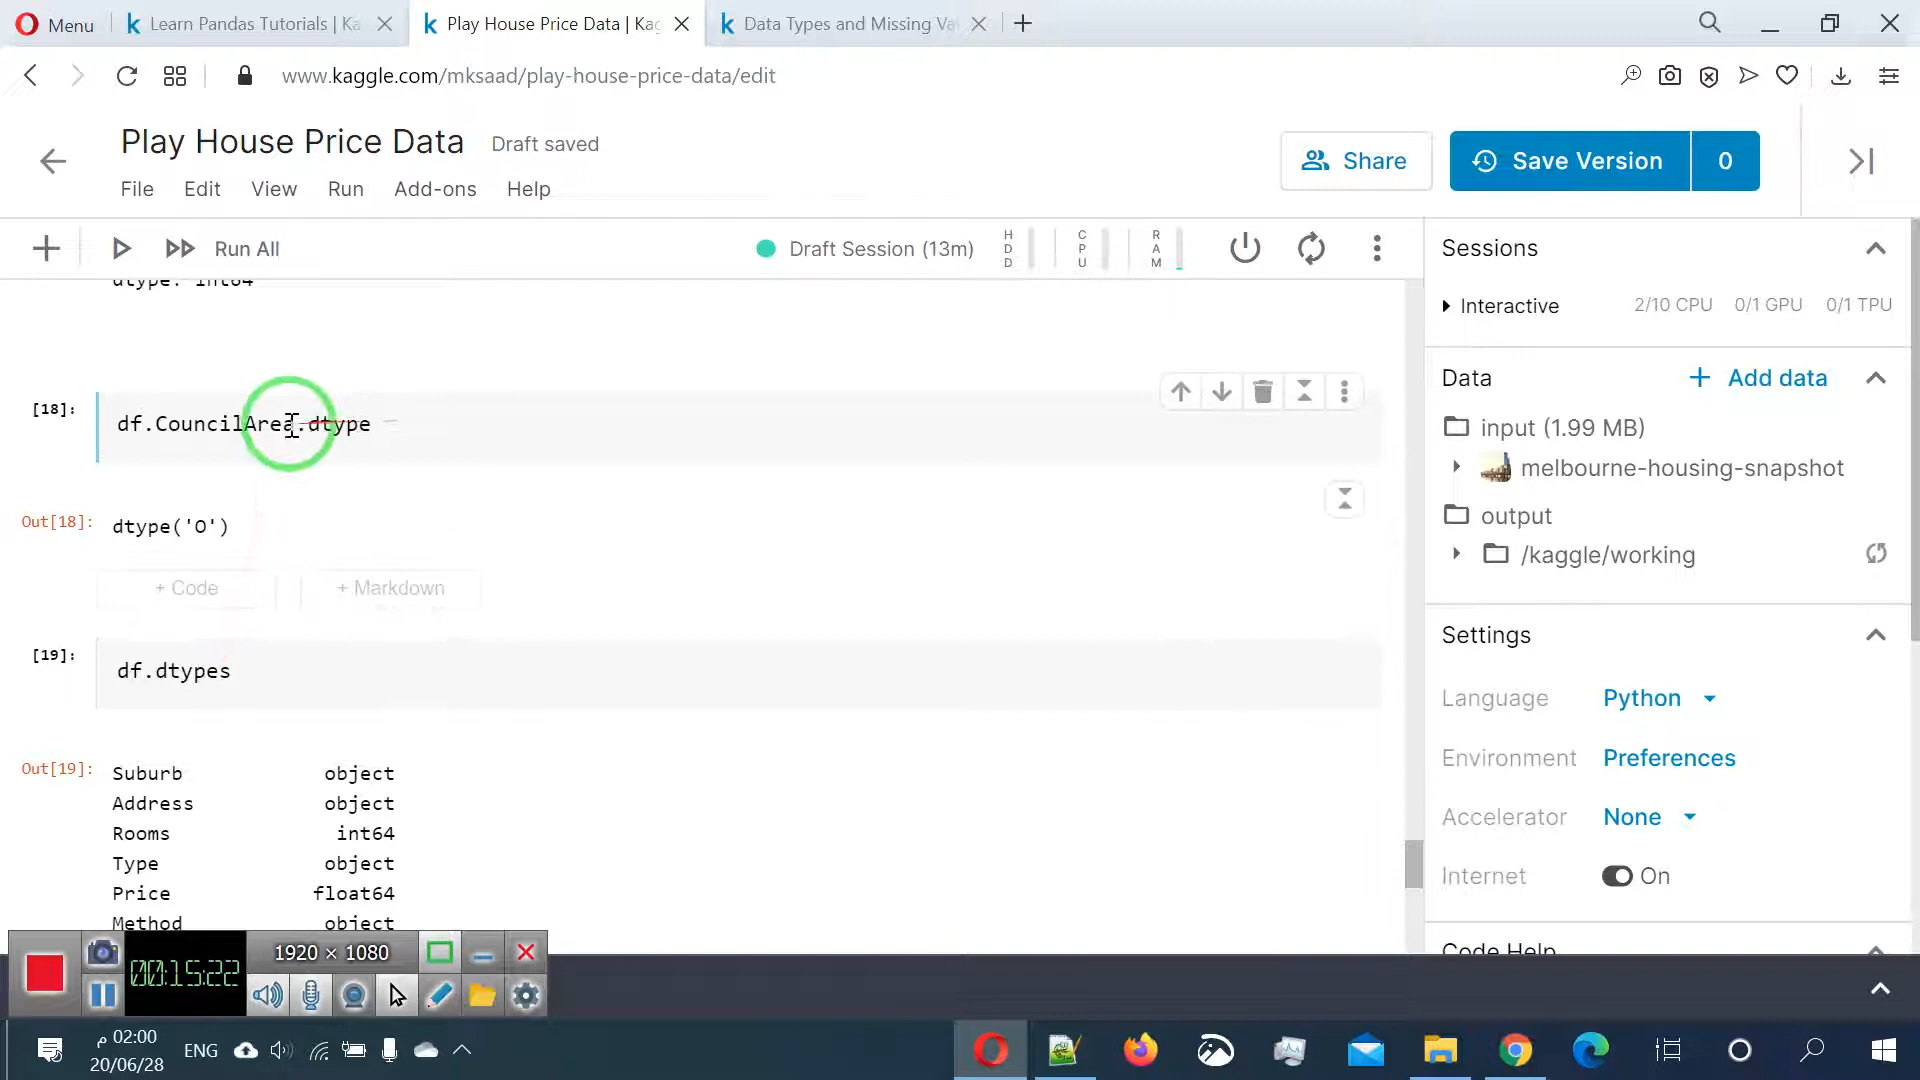 Menu
Learn Pandas Tutorials | Ka
Play House Price Data | Kag
Data Types and Missing Va
www.kaggle.com/mksaad/play-house-price-data/edit
Play House Price Data
Draft saved
File Edit View Run Add-ons Help
Share
Save Version
0
Run All
Draft Session (13m)
HDD
CPU
RAM
dtype: int64
[18]:
df.CouncilArea.dtype
Out[18]:
dtype('O')
+ Code
+ Markdown
[19]:
df.dtypes
Out[19]:
Suburb object
Address object
Rooms int64
Type object
Price float64
Method object
Sessions
Interactive 2/10 CPU 0/1 GPU 0/1 TPU
Data
+ Add data
input (1.99 MB)
melbourne-housing-snapshot
output
/kaggle/working
Settings
Language Python
Environment Preferences
Accelerator None
Internet On
Code Help
1920 × 1080
00:15:22
02:00 م
20/06/28
ENG